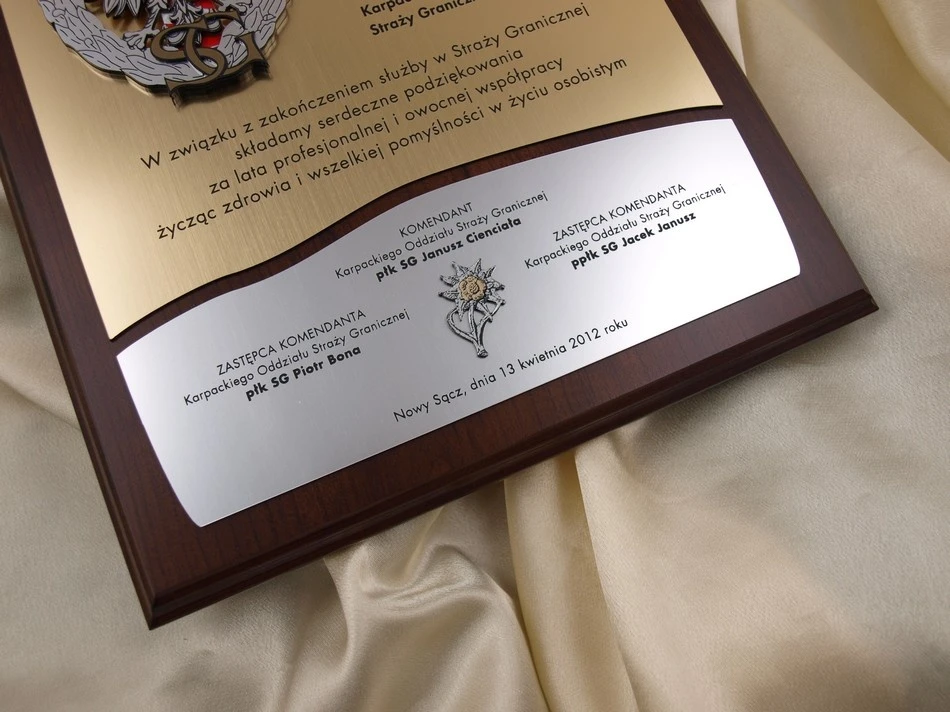 Straży Granicznej
W związku z zakończeniem służby w Straży Granicznej
składamy serdeczne podziękowania
za lata profesjonalnej i owocnej współpracy
życząc zdrowia i wszelkiej pomyślności w życiu osobistym
KOMENDANT
Karpackiego Oddziału Straży Granicznej
płk SG Janusz Cienciała
ZASTĘPCA KOMENDANTA
Karpackiego Oddziału Straży Granicznej
ppłk SG Jacek Janusz
ZASTĘPCA KOMENDANTA
Karpackiego Oddziału Straży Granicznej
płk SG Piotr Bona
Nowy Sącz, dnia 13 kwietnia 2012 roku